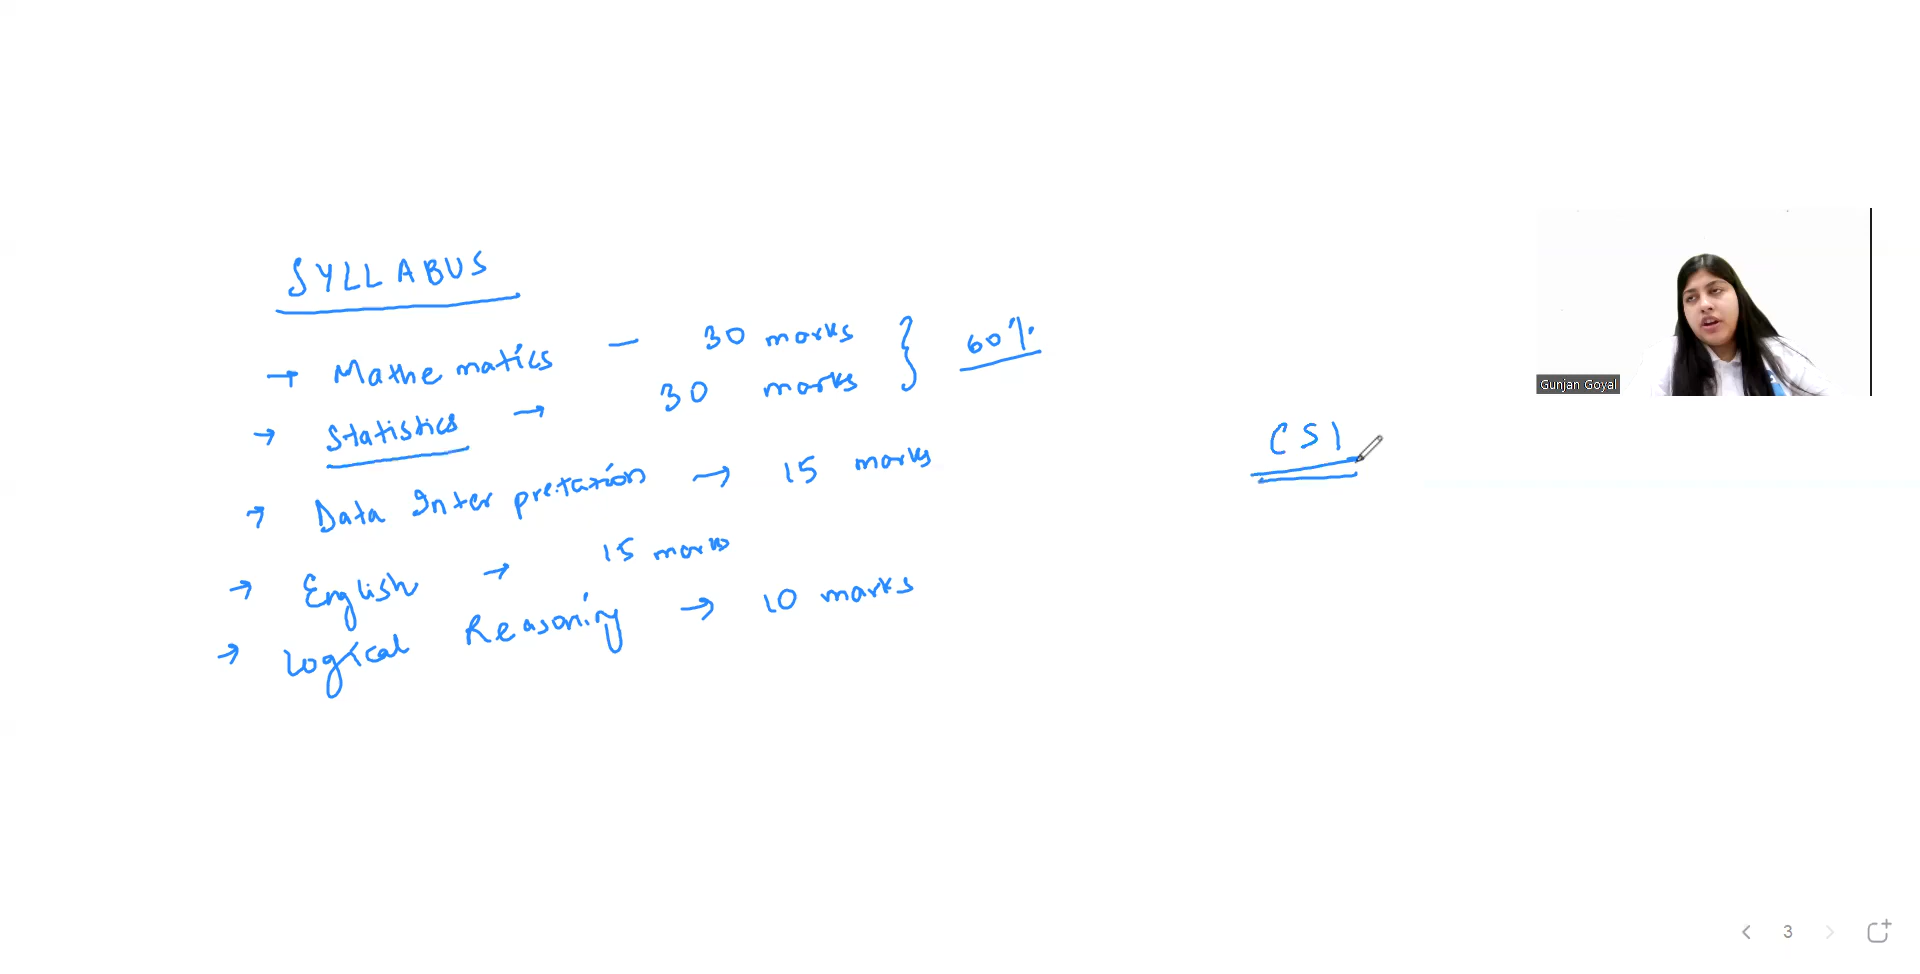 SYLLABUS
→ Mathematics - 30 marks
→ Statistics → 30 marks } 60%
→ Data Interpretation → 15 marks
→ English → 15 marks
→ Logical Reasoning → 10 marks
CS1
Gunjan Goyal
3